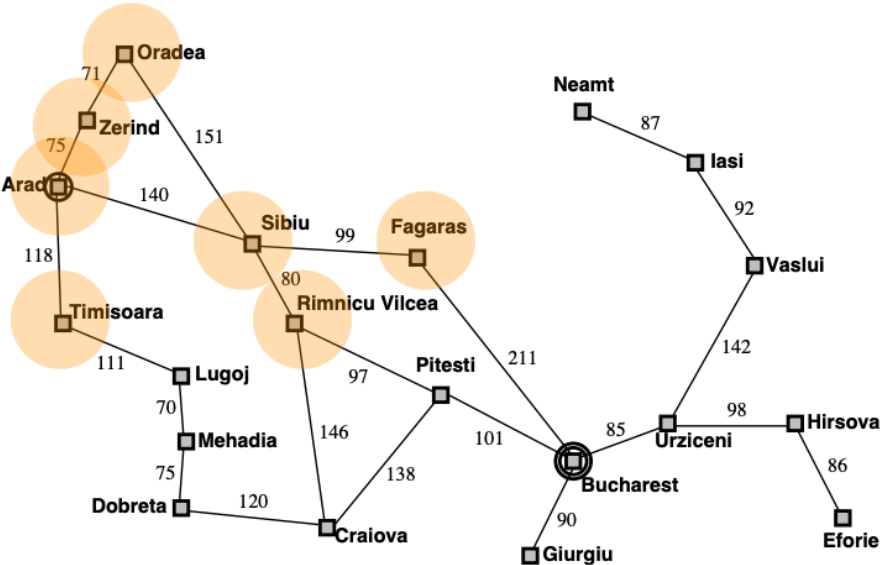 Oradea
71
Neamt
87
Zerind
151
75
Iasi
Arad
140
92
Sibiu
Fagaras
99
118
Vaslui
80
Rimnicu Vilcea
Timisoara
142
111
211
Lugoj
97
Pitesti
70
98
Hirsova
146
85
Mehadia
101
Urziceni
75
138
86
Bucharest
Dobreta
120
90
Craiova
Eforie
Giurgiu